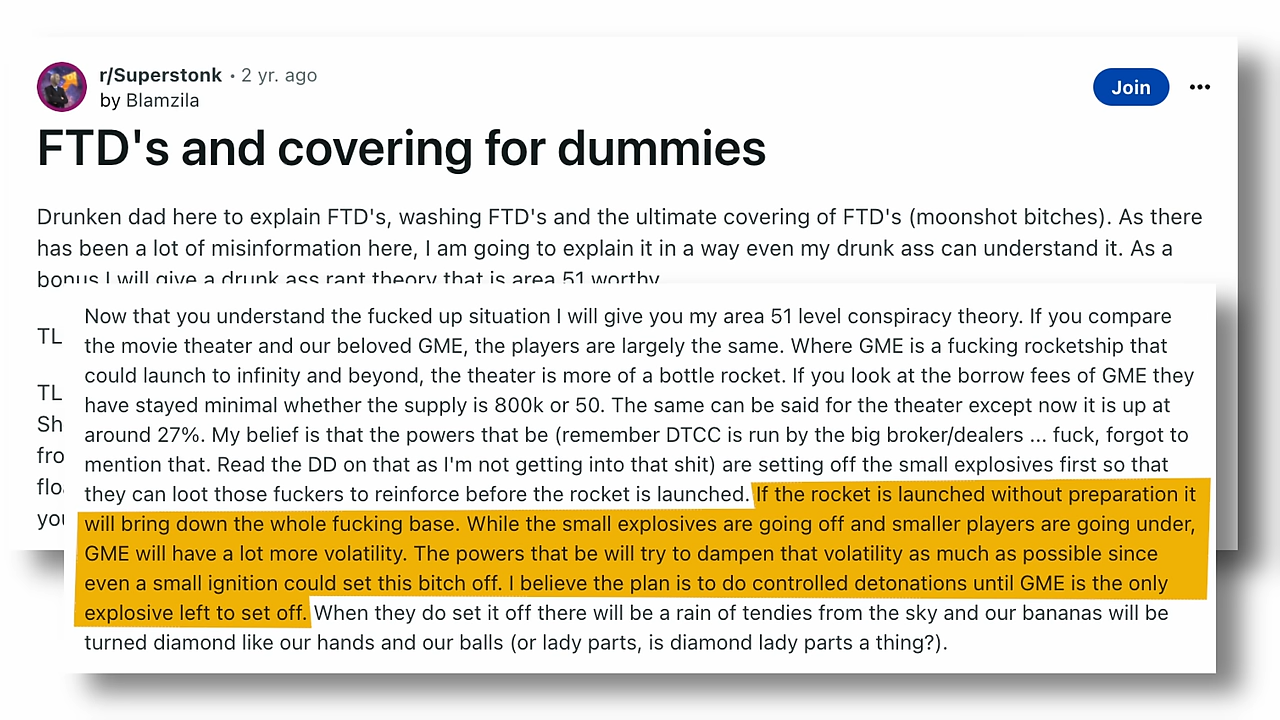 r/Superstonk • 2 yr. ago
by Blamzila
Join
FTD's and covering for dummies
Drunken dad here to explain FTD's, washing FTD's and the ultimate covering of FTD's (moonshot bitches). As there
has been a lot of misinformation here, I am going to explain it in a way even my drunk ass can understand it. As a
bonus I will give a drunk ass rant theory that is area 51 worthy
TL
TL
Sh
fro
flo
you
Now that you understand the fucked up situation I will give you my area 51 level conspiracy theory. If you compare
the movie theater and our beloved GME, the players are largely the same. Where GME is a fucking rocketship that
could launch to infinity and beyond, the theater is more of a bottle rocket. If you look at the borrow fees of GME they
have stayed minimal whether the supply is 800k or 50. The same can be said for the theater except now it is up at
around 27%. My belief is that the powers that be (remember DTCC is run by the big broker/dealers ... fuck, forgot to
mention that. Read the DD on that as I'm not getting into that shit) are setting off the small explosives first so that
they can loot those fuckers to reinforce before the rocket is launched. If the rocket is launched without preparation it
will bring down the whole fucking base. While the small explosives are going off and smaller players are going under,
GME will have a lot more volatility. The powers that be will try to dampen that volatility as much as possible since
even a small ignition could set this bitch off. I believe the plan is to do controlled detonations until GME is the only
explosive left to set off. When they do set it off there will be a rain of tendies from the sky and our bananas will be
turned diamond like our hands and our balls (or lady parts, is diamond lady parts a thing?).